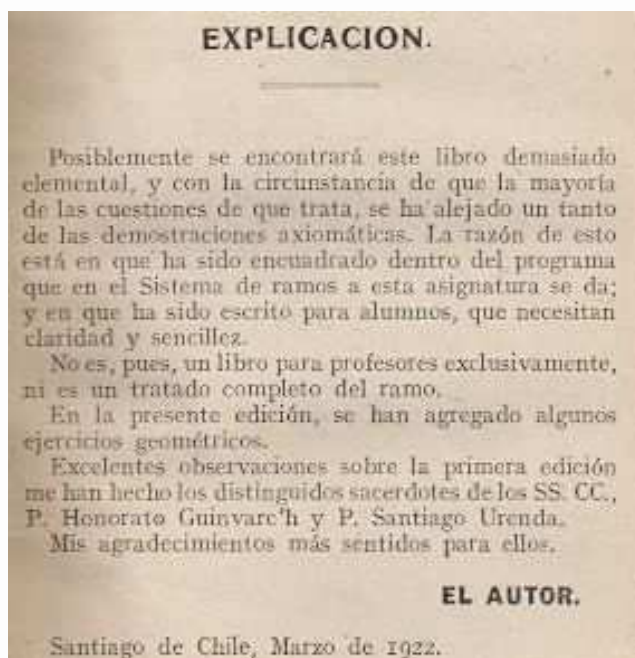 EXPLICACION.
Posiblemente se encontrará este libro demasiado
elemental, y con la circunstancia de que la mayoría
de las cuestiones de que trata, se ha alejado un tanto
de las demostraciones axiomáticas. La razón de esto
está en que ha sido encuadrado dentro del programa
que en el Sistema de ramos a esta asignatura se da;
y en que ha sido escrito para alumnos, que necesitan
claridad y sencillez.
No es, pues, un libro para profesores exclusivamente,
ni es un tratado completo del ramo.
En la presente edición, se han agregado algunos
ejercicios geométricos.
Excelentes observaciones sobre la primera edición
me han hecho los distinguidos sacerdotes de los SS. CC.,
P. Honorato Guinvarc'h y P. Santiago Urenda.
Mis agradecimientos más sentidos para ellos.
EL AUTOR.
Santiago de Chile, Marzo de 1922.